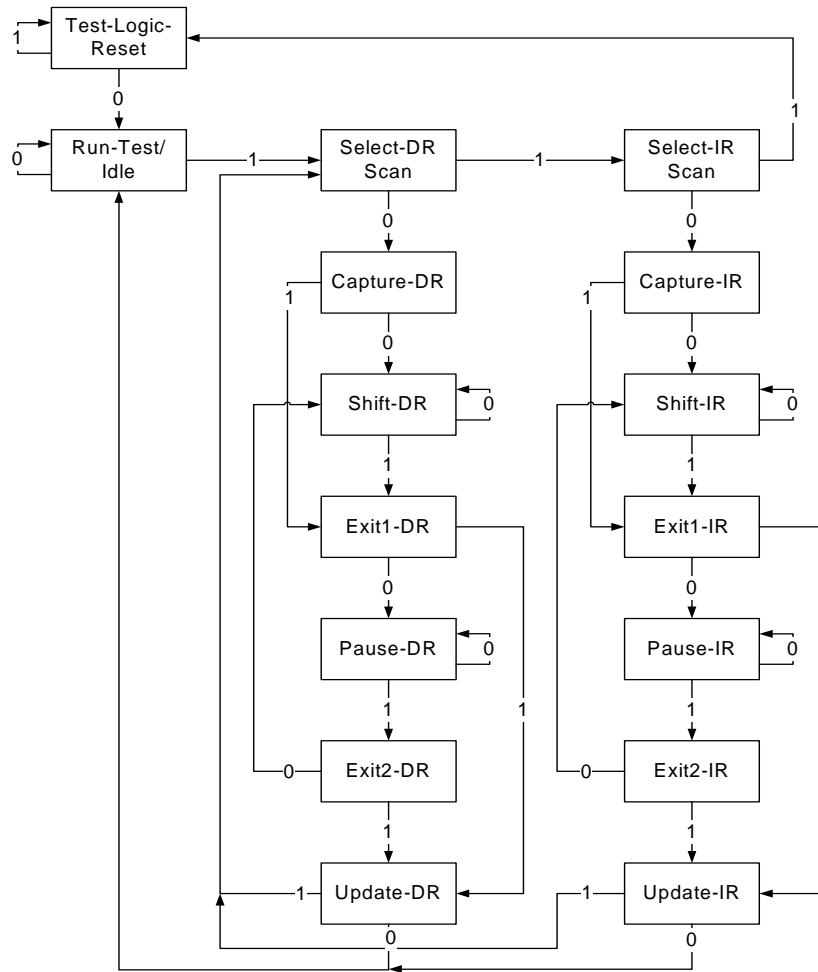 Test-Logic-
Reset
1
0
1
Run-Test/
Idle
0
1
Select-DR
Scan
1
Select-IR
Scan
0
0
Capture-DR
Capture-IR
1
1
0
0
Shift-DR
0
Shift-IR
0
1
1
Exit1-DR
Exit1-IR
0
0
Pause-DR
0
Pause-IR
0
1
1
1
0
Exit2-DR
0
Exit2-IR
1
1
1
Update-DR
1
Update-IR
0
0